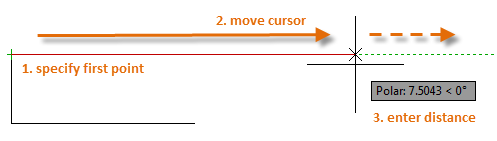 2. move cursor
1. specify first point
Polar: 7.5043 < 0°
3. enter distance